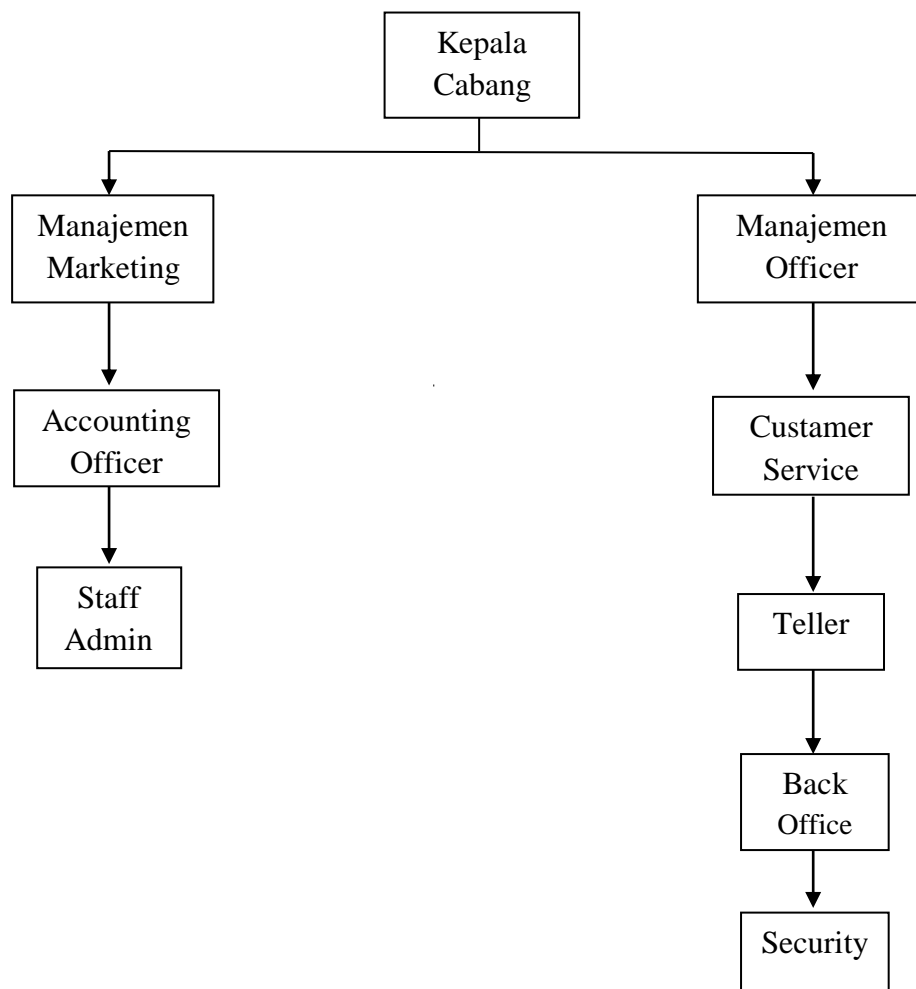 Kepala
Cabang
Manajemen
Marketing
Manajemen
Officer
Accounting
Officer
Custamer
Service
Staff
Admin
Teller
Back
Office
Security